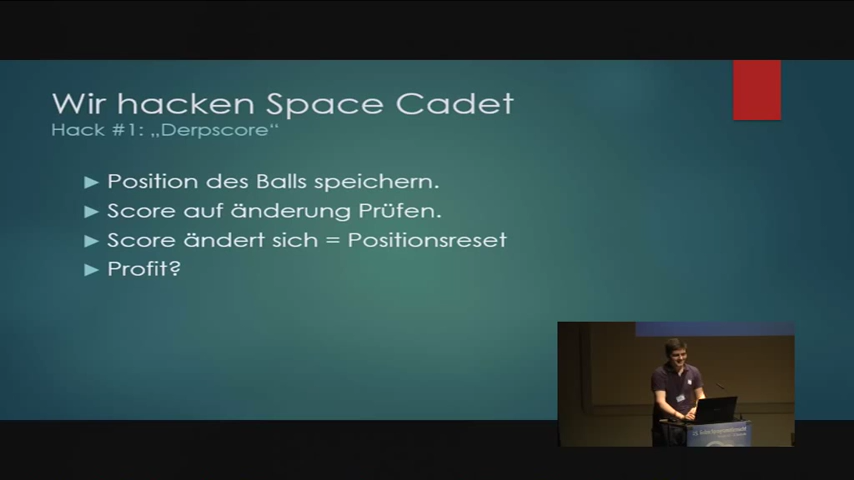 Wir hacken Space Cadet
Hack #1: „Derpscore“
Position des Balls speichern.
Score auf änderung Prüfen.
Score ändert sich = Positionsreset
Profit?